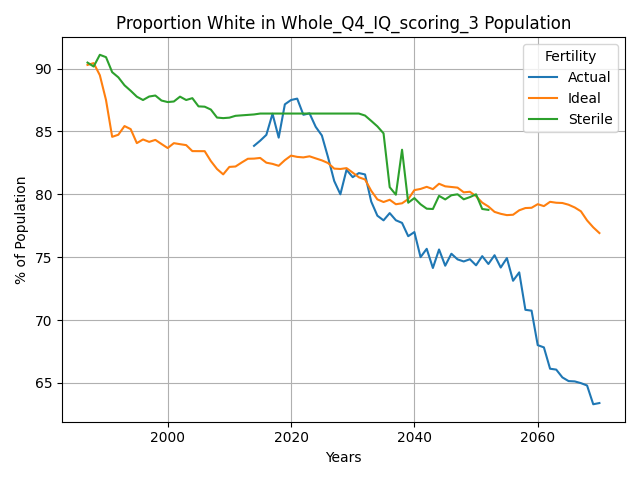 Proportion White in Whole_Q4_IQ_scoring_3 Population
Fertility
Actual
Ideal
Sterile
% of Population
90
85
80
75
70
65
2000
2020
2040
2060
Years